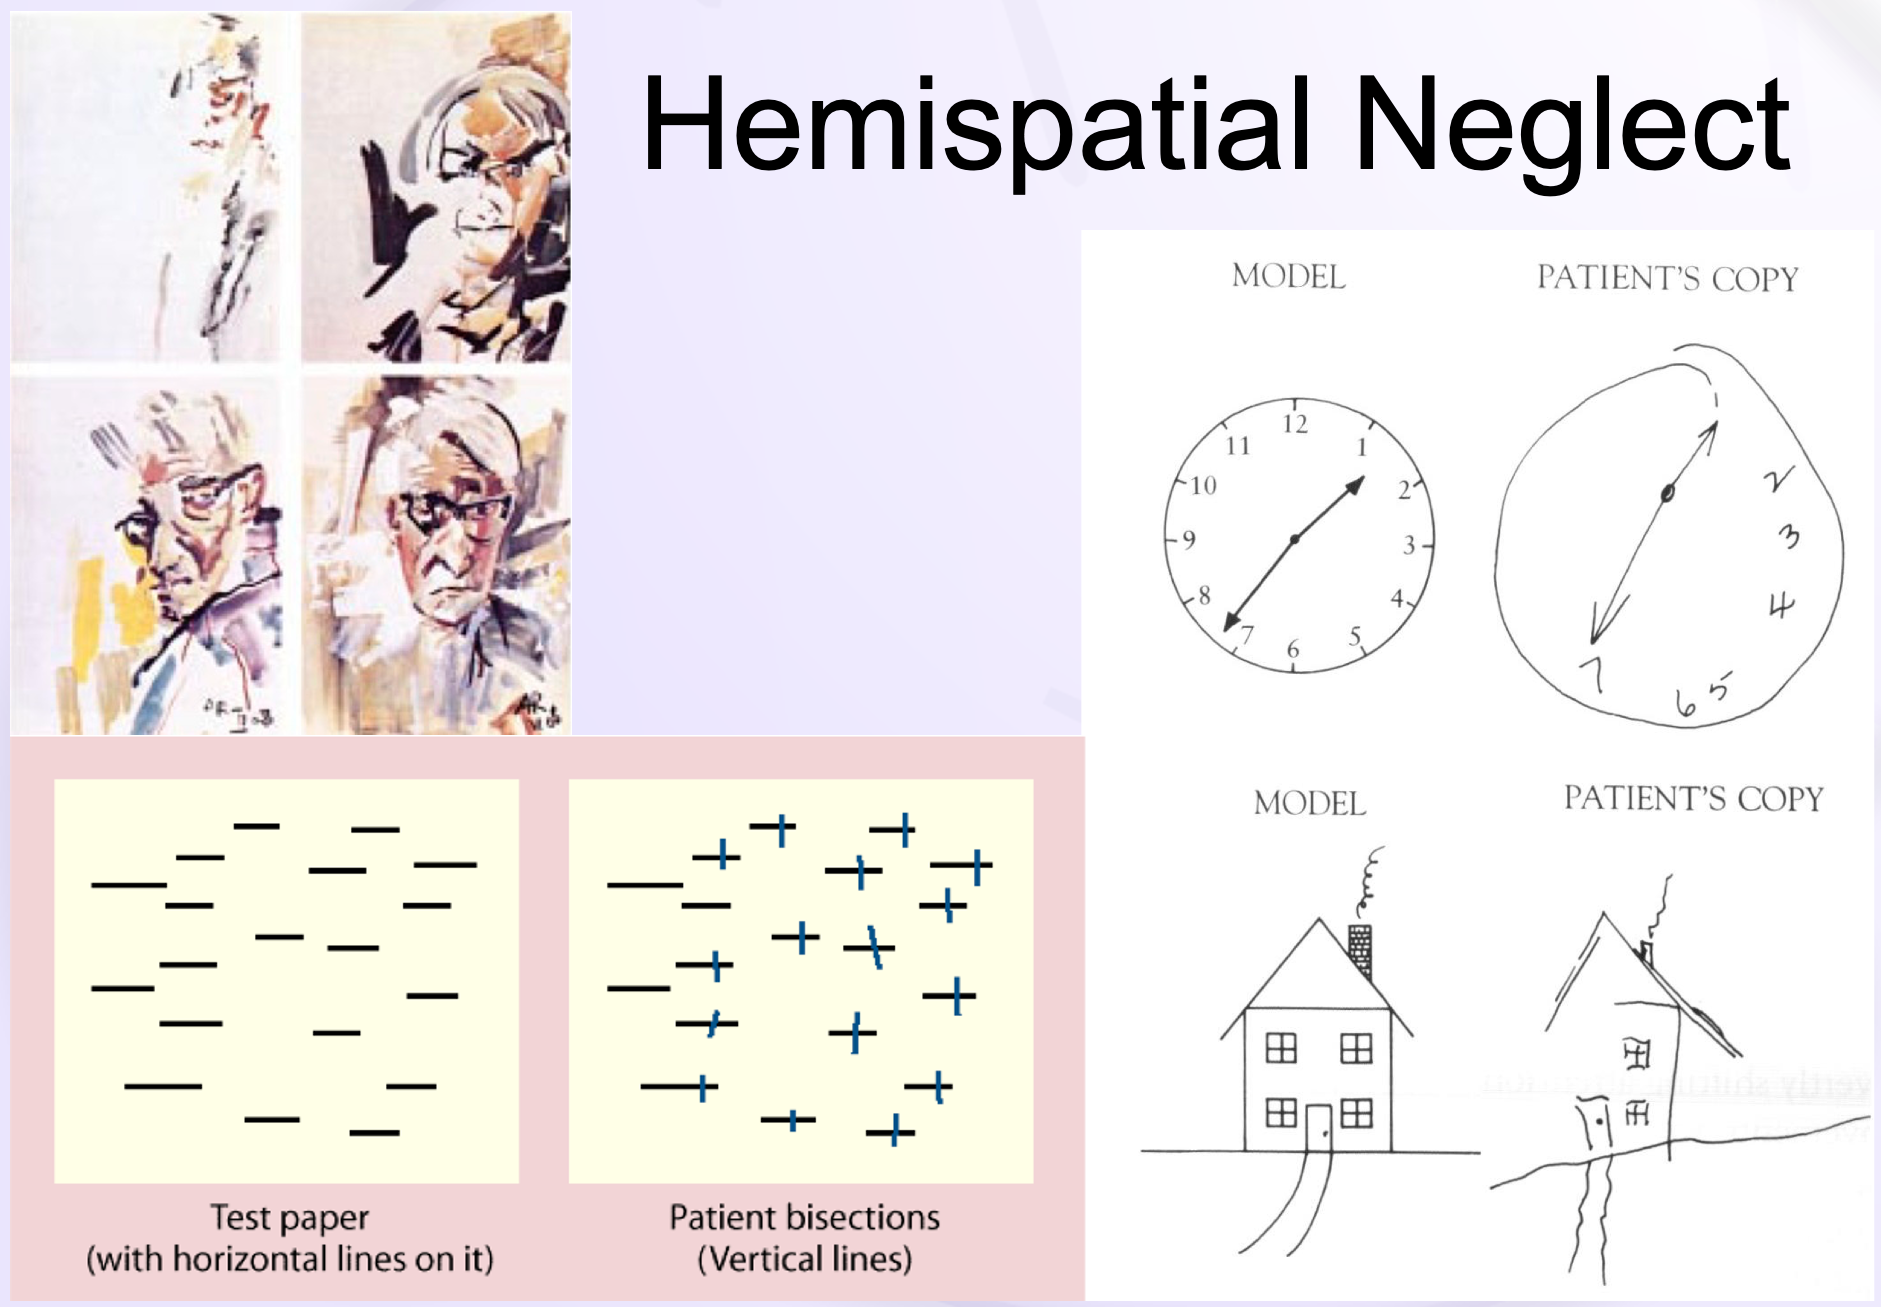 Hemispatial Neglect
MODEL
PATIENT'S COPY
12
11
1
10
2
9
3
8
4
7
5
6
2
3
4
7
6 5
MODEL
PATIENT'S COPY
Test paper
(with horizontal lines on it)
Patient bisections
(Vertical lines)